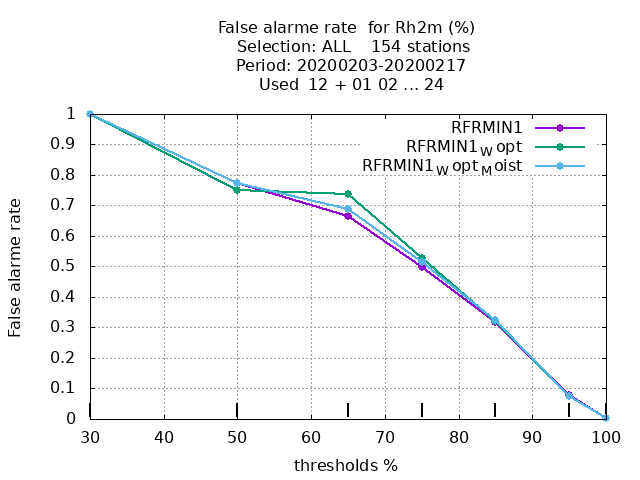 False alarme rate  for Rh2m (%)
Selection: ALL    154 stations
Period: 20200203-20200217
Used  12 + 01 02 ... 24
1
0.9
0.8
0.7
0.6
0.5
0.4
0.3
0.2
0.1
0
False alarme rate
RFRMIN1
RFRMIN1WOpt
RFRMIN1WoptMoist
30 40 50 60 70 80 90 100
thresholds %